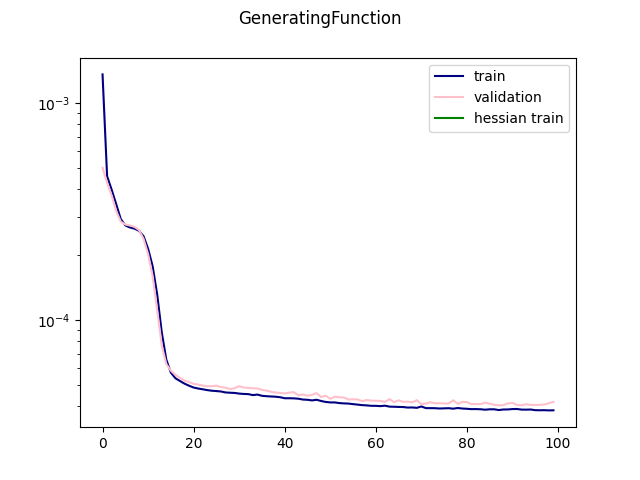 GeneratingFunction
train
validation
hessian train
10⁻³
10⁻⁴
0 20 40 60 80 100